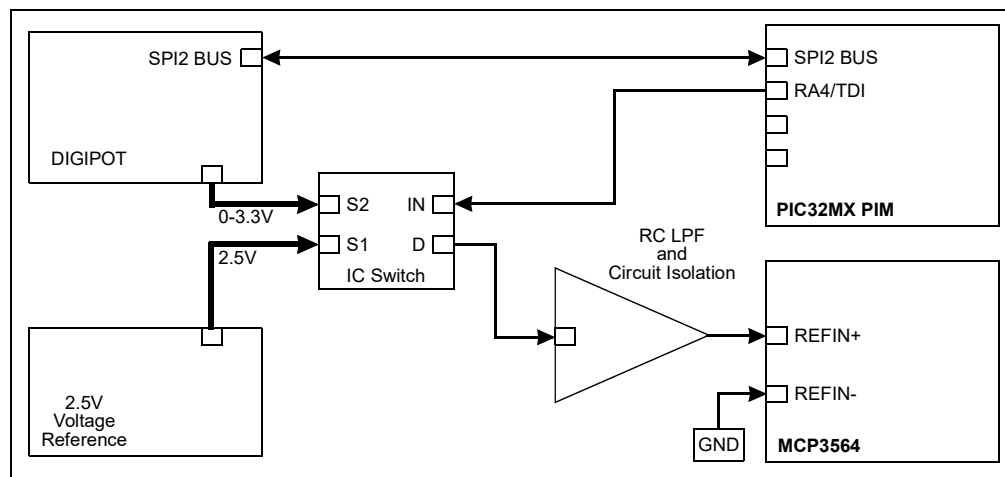 SPI2 BUS
DIGIPOT
0-3.3V
2.5V
S2
IN
S1
D
IC Switch
SPI2 BUS
RA4/TDI
PIC32MX PIM
RC LPF
and
Circuit Isolation
2.5V
Voltage
Reference
REFIN+
REFIN-
GND
MCP3564